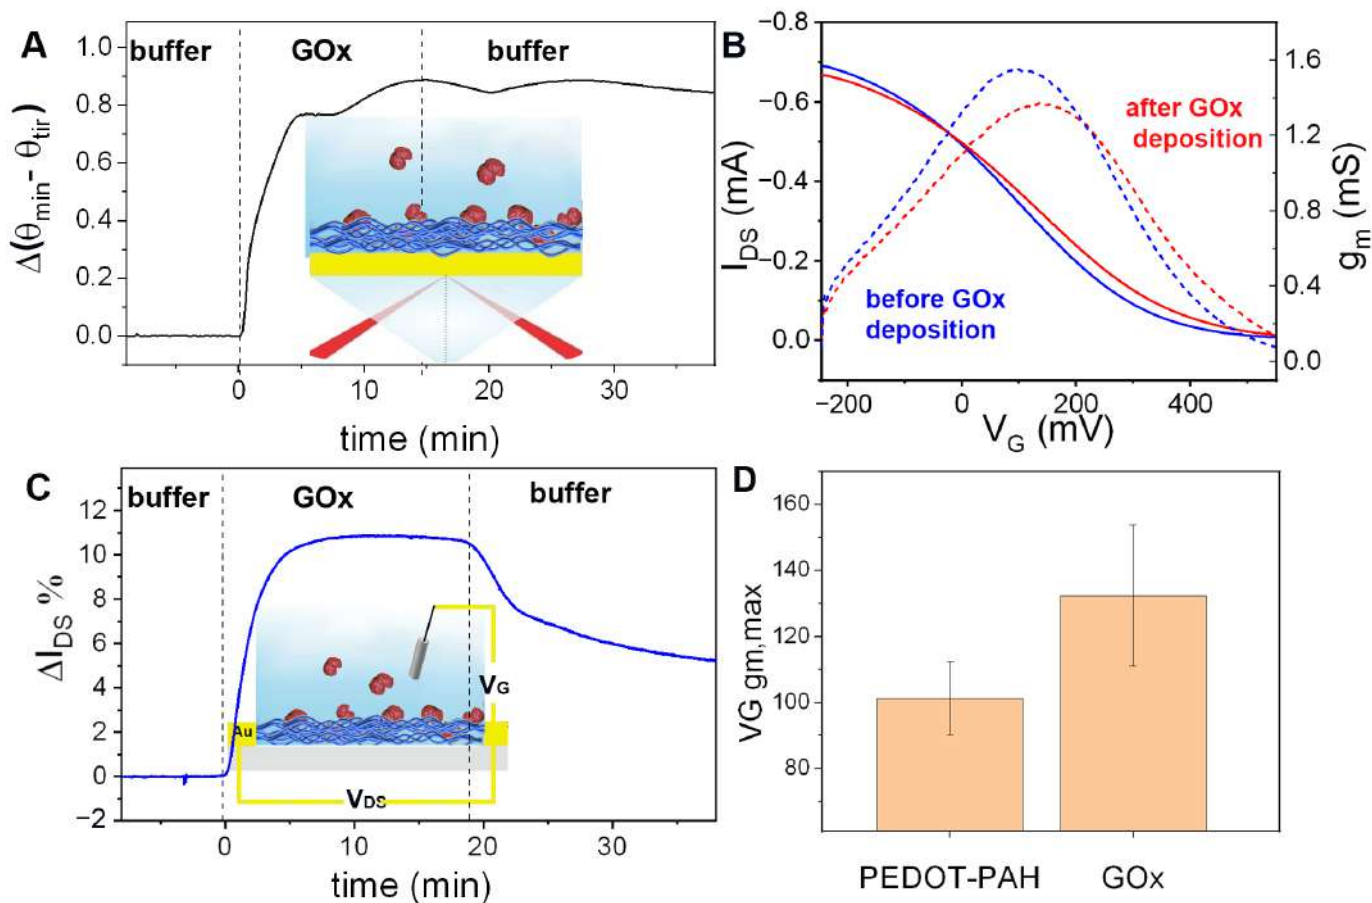 A
buffer
GOx
buffer
1.0
0.8
0.6
0.4
0.2
0.0
Δ(θmin- θtir)
0
10
20
30
time (min)
B
−0.8
−0.6
−0.4
−0.2
0.0
IDS (mA)
after GOx
deposition
before GOx
deposition
1.6
1.2
0.8
0.4
0.0
gm (mS)
−200
0
200
400
VG (mV)
C
buffer
GOx
buffer
12
10
8
6
4
2
0
−2
ΔIDS %
VG
Au
VDS
0
10
20
30
time (min)
D
160
140
120
100
80
VG gm,max
PEDOT-PAH
GOx